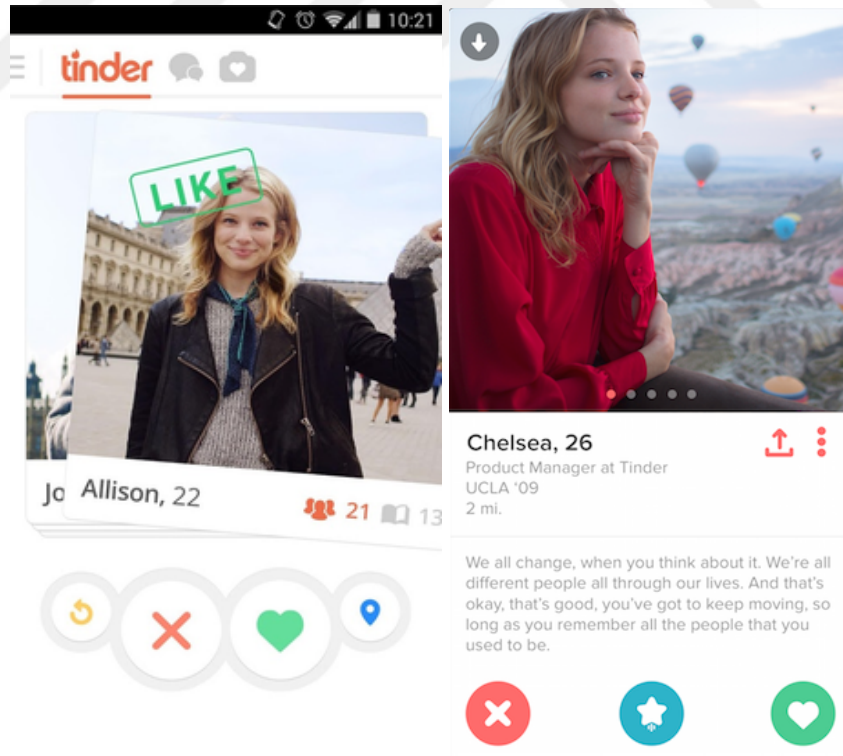 10:21
tinder
LIKE
Jo
Allison, 22
21
13
Chelsea, 26
Product Manager at Tinder
UCLA '09
2 mi.
We all change, when you think about it. We're all
different people all through our lives. And that's
okay, that's good, you've got to keep moving, so
long as you remember all the people that you
used to be.